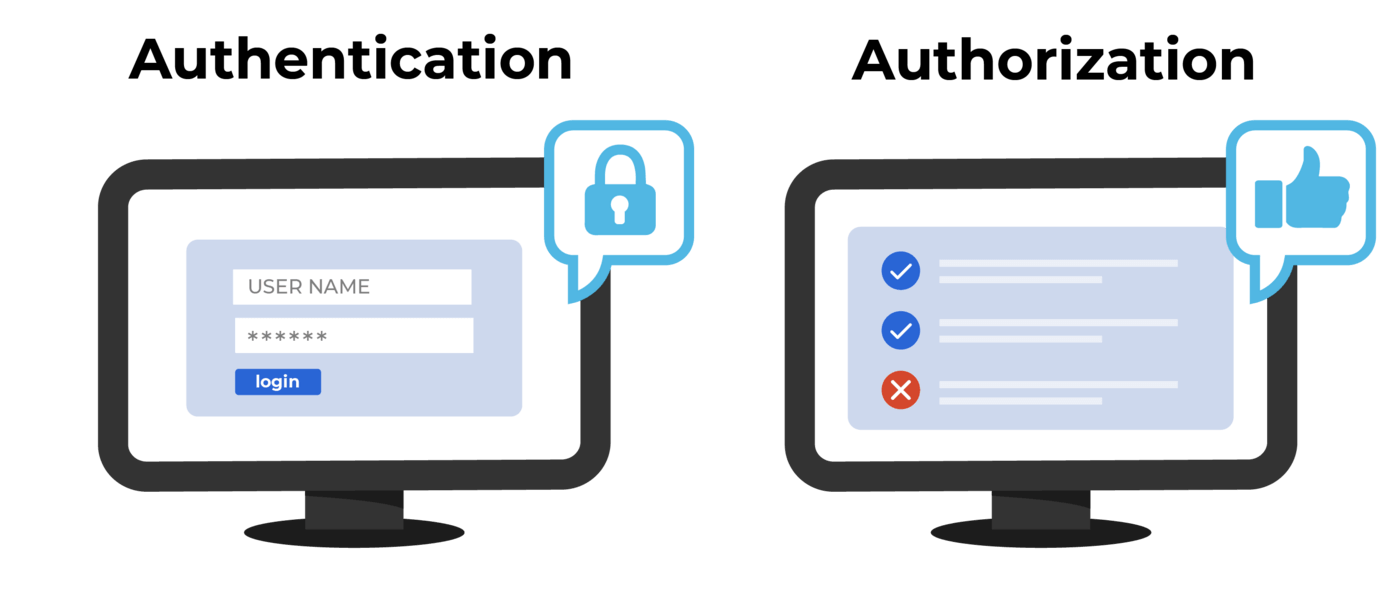 Authentication
USER NAME
******
login
Authorization